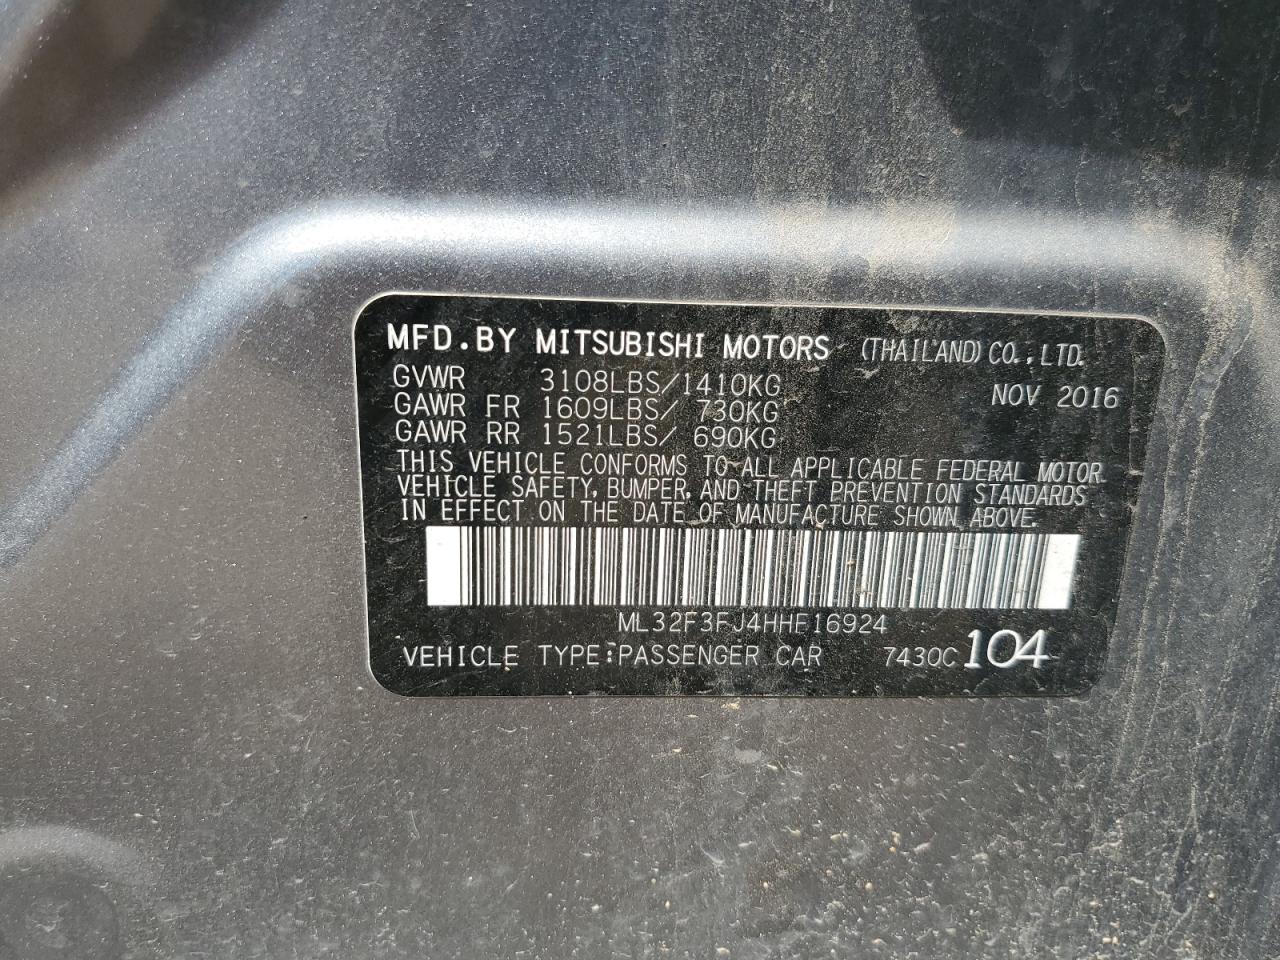 MFD.BY MITSUBISHI MOTORS (THAILAND) CO.,LTD.
GVWR 3108LBS/1410KG NOV 2016
GAWR FR 1609LBS/ 730KG
GAWR RR 1521LBS/ 690KG
THIS VEHICLE CONFORMS TO ALL APPLICABLE FEDERAL MOTOR
VEHICLE SAFETY, BUMPER, AND THEFT PREVENTION STANDARDS
IN EFFECT ON THE DATE OF MANUFACTURE SHOWN ABOVE.
ML32F3FJ4HHF16924
VEHICLE TYPE:PASSENGER CAR 7430C 104